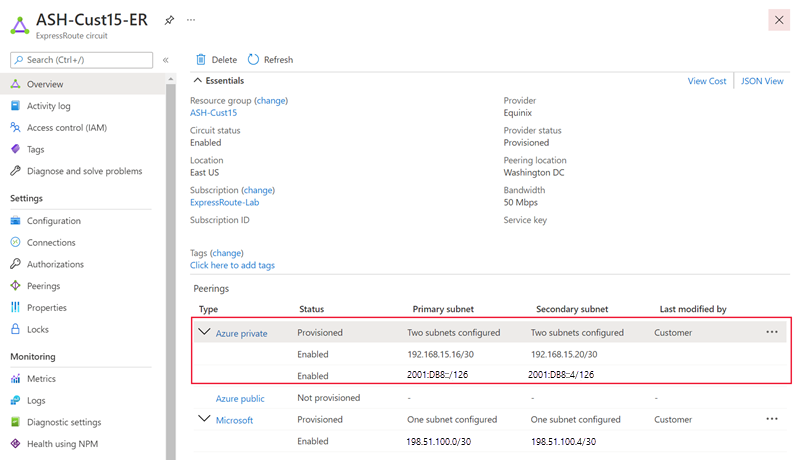 ASH-Cust15-ER
ExpressRoute circuit
Search (Ctrl+/)
Overview
Activity log
Access control (IAM)
Tags
Diagnose and solve problems
Settings
Configuration
Connections
Authorizations
Peerings
Properties
Locks
Monitoring
Metrics
Logs
Diagnostic settings
Health using NPM
Delete Refresh
Essentials View Cost JSON View
Resource group (change) Provider
ASH-Cust15 Equinix
Circuit status Provider status
Enabled Provisioned
Location Peering location
East US Washington DC
Subscription (change) Bandwidth
ExpressRoute-Lab 50 Mbps
Subscription ID Service key
Tags (change)
Click here to add tags
Peerings
Type Status Primary subnet Secondary subnet Last modified by
Azure private Provisioned Two subnets configured Two subnets configured Customer
Enabled 192.168.15.16/30 192.168.15.20/30
Enabled 2001:DB8::/126 2001:DB8::4/126
Azure public Not provisioned - - -
Microsoft Provisioned One subnet configured One subnet configured Customer
Enabled 198.51.100.0/30 198.51.100.4/30